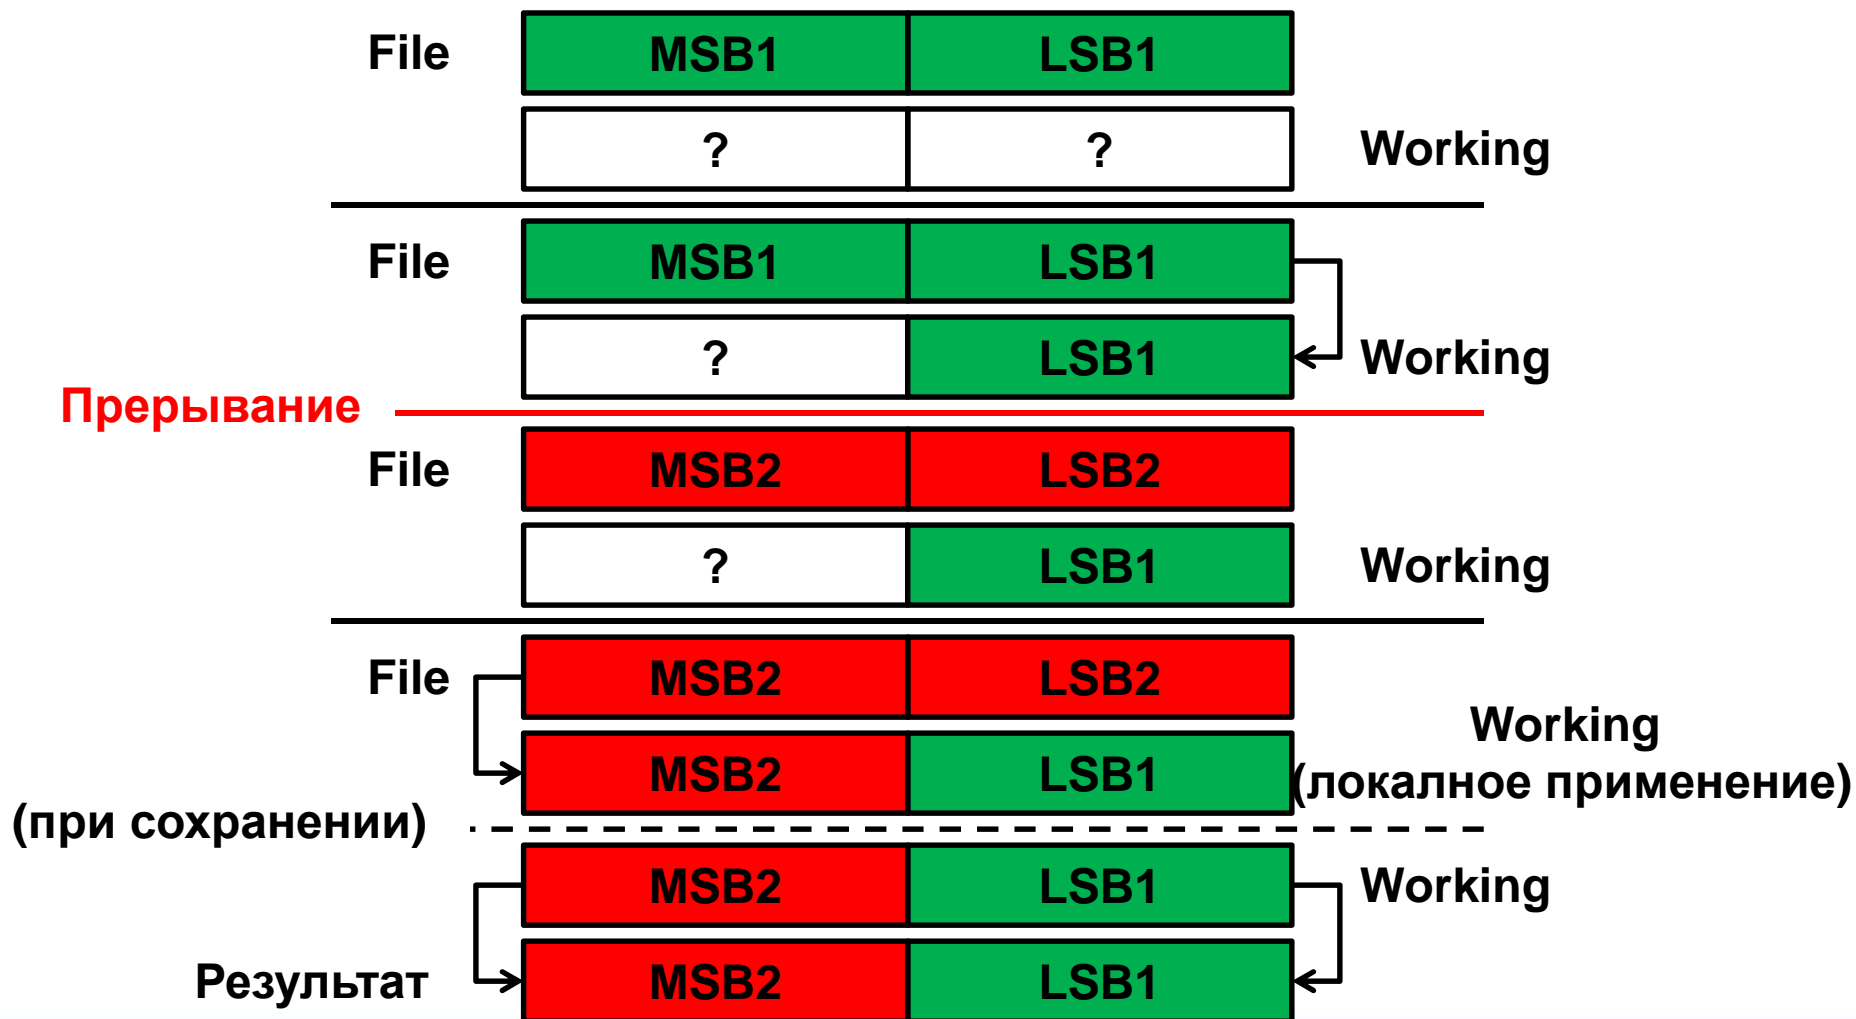 File MSB1 LSB1
? ? Working
File MSB1 LSB1
? LSB1 Working
Прерывание
File MSB2 LSB2
? LSB1 Working
File MSB2 LSB2
Working
MSB2 LSB1 (локалное применение)
(при сохранении)
MSB2 LSB1 Working
Результат MSB2 LSB1